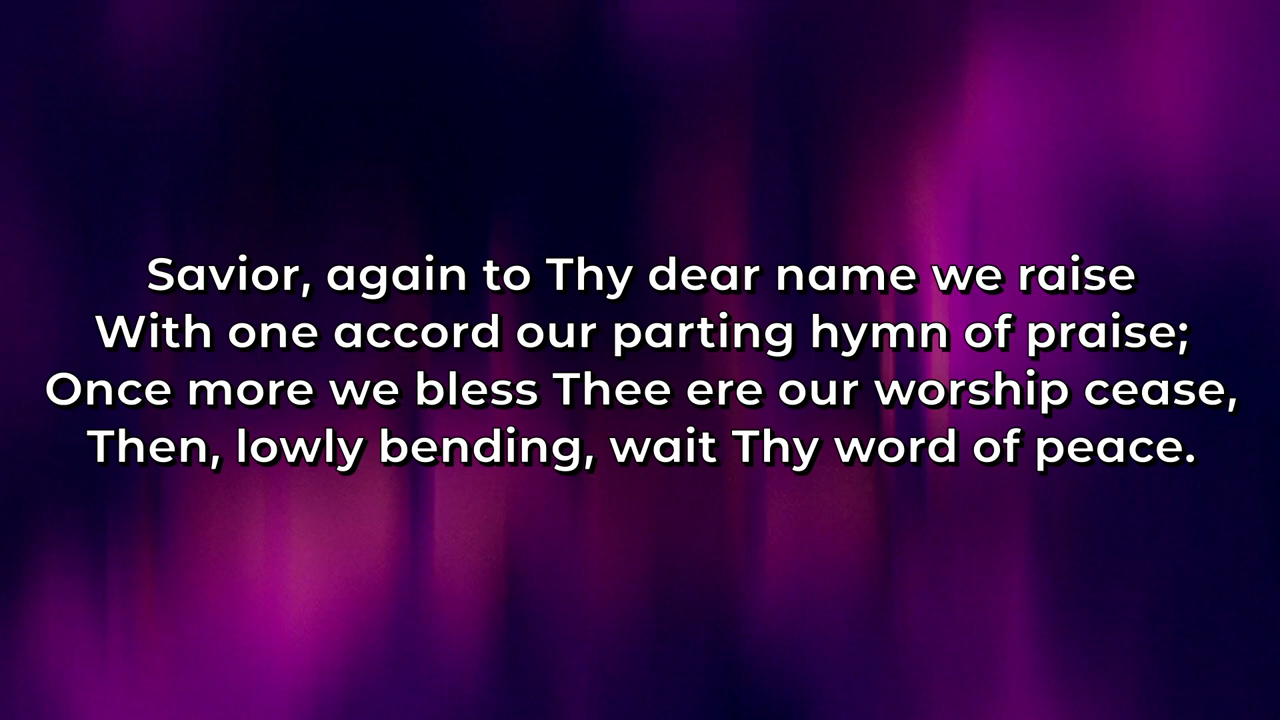 Savior, again to Thy dear name we raise
With one accord our parting hymn of praise;
Once more we bless Thee ere our worship cease,
Then, lowly bending, wait Thy word of peace.